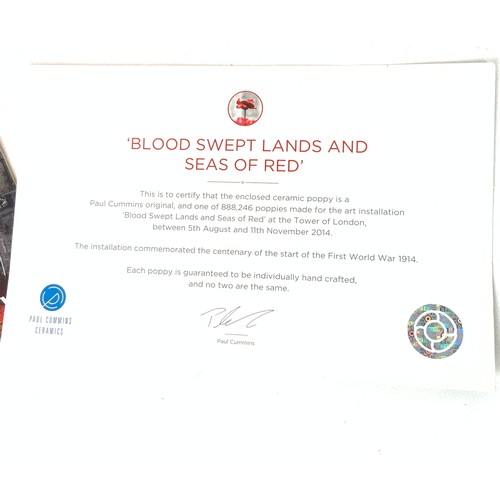 'BLOOD SWEPT LANDS AND
SEAS OF RED'
This is to certify that the enclosed ceramic poppy is a
Paul Cummins original, and one of 888,246 poppies made for the art installation
'Blood Swept Lands and Seas of Red' at the Tower of London,
between 5th August and 11th November 2014.
The installation commemorated the centenary of the start of the First World War 1914.
Each poppy is guaranteed to be individually hand crafted,
and no two are the same.
Paul Cummins
PAUL CUMMINS
CERAMICS